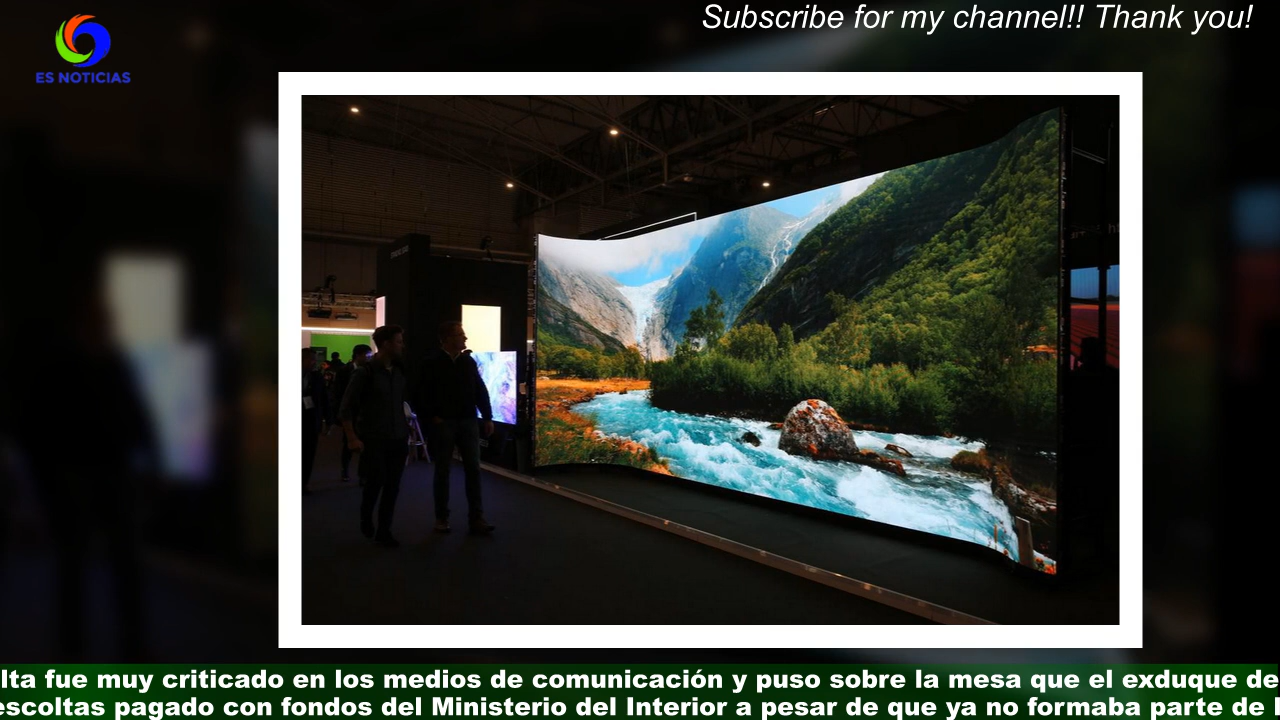 Subscribe for my channel!! Thank you!
ES NOTICIAS
lta fue muy criticado en los medios de comunicación y puso sobre la mesa que el exduque de
escoltas pagado con fondos del Ministerio del Interior a pesar de que ya no formaba parte de l